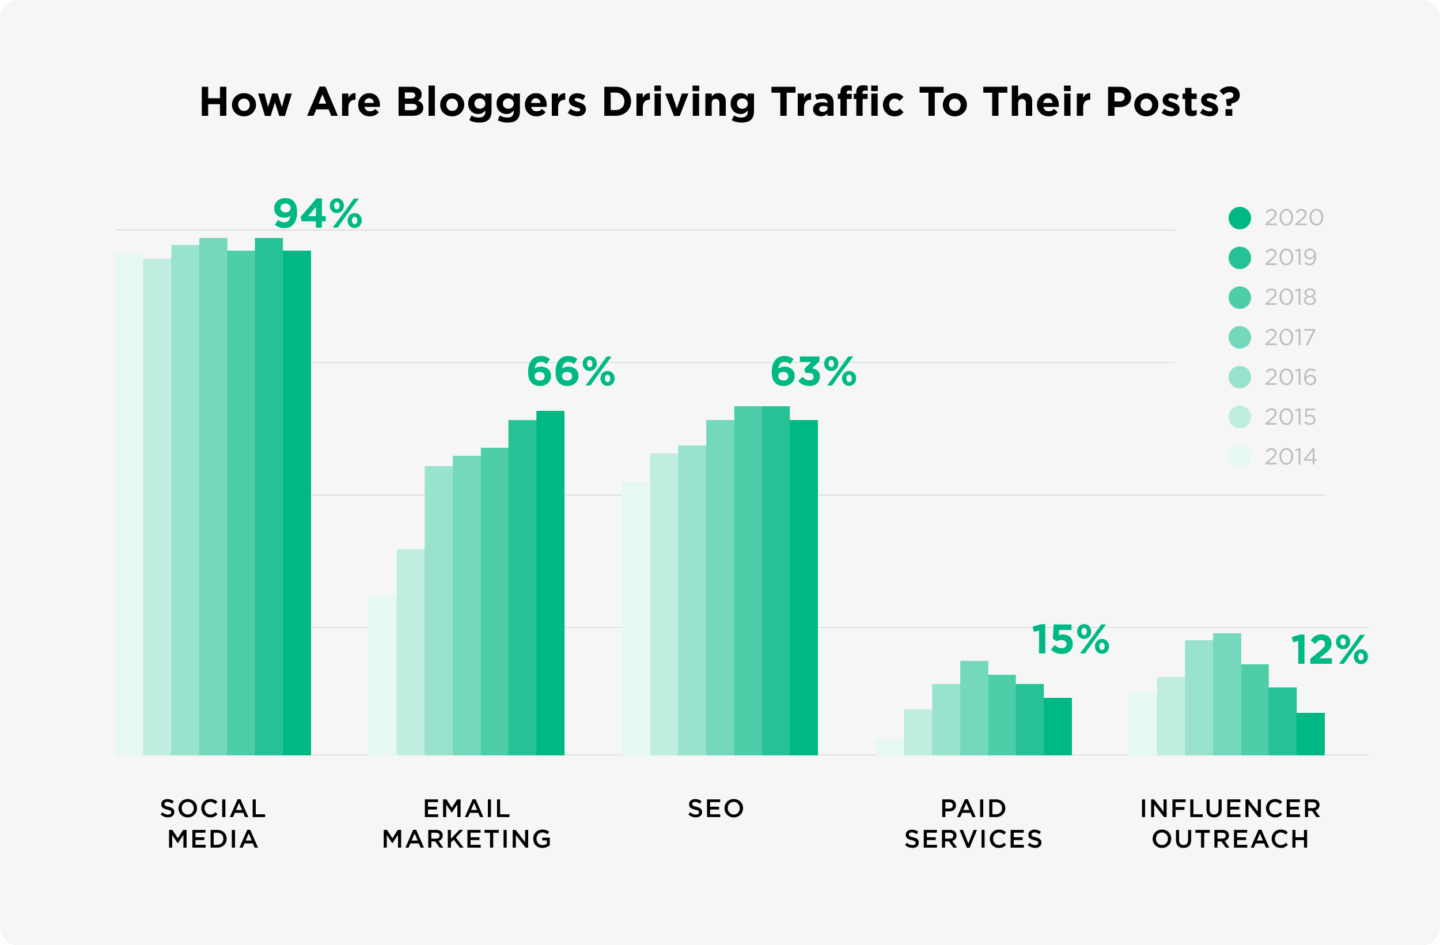 How Are Bloggers Driving Traffic To Their Posts?
94%
66%
63%
15%
12%
2020
2019
2018
2017
2016
2015
2014
SOCIAL
MEDIA
EMAIL
MARKETING
SEO
PAID
SERVICES
INFLUENCER
OUTREACH